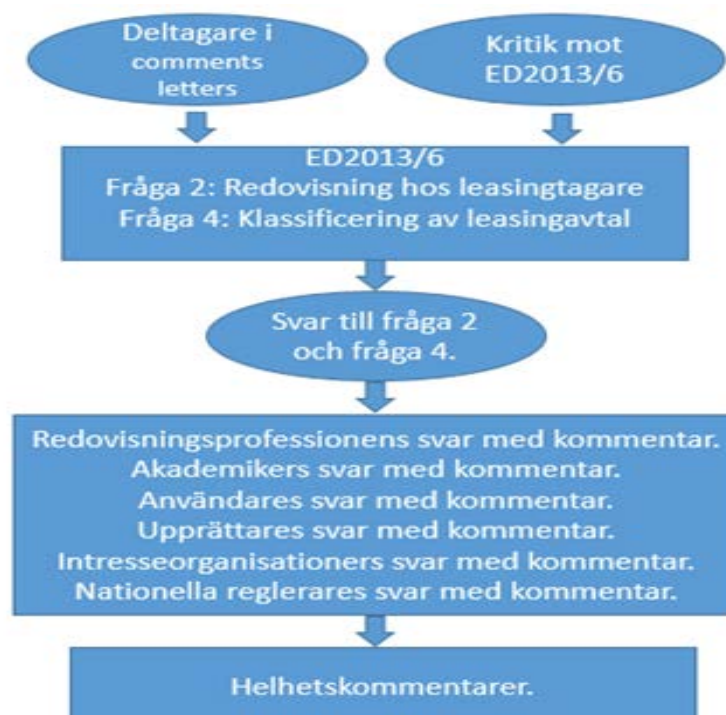 Deltagare i
comments
letters
Kritik mot
ED2013/6
ED2013/6
Fråga 2: Redovisning hos leasingtagare
Fråga 4: Klassificering av leasingavtal
Svar till fråga 2
och fråga 4.
Redovisningsprofessionens svar med kommentar.
Akademikers svar med kommentar.
Användares svar med kommentar.
Upprättares svar med kommentar.
Intresseorganisationers svar med kommentar.
Nationella reglerares svar med kommentar.
Helhetskommentarer.